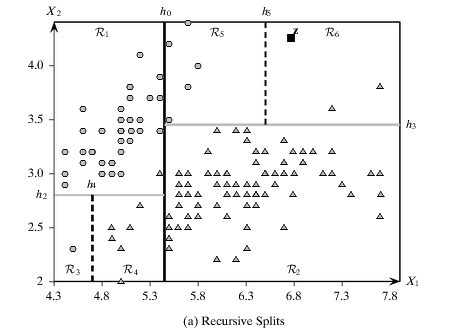 X2 h0 h5
R1 R5 z R6
4.0
3.5 h3
3.0
h4
h2
2.5
R3 R4 R2
2 X1
4.3 4.8 5.3 5.8 6.3 6.8 7.3 7.8
(a) Recursive Splits